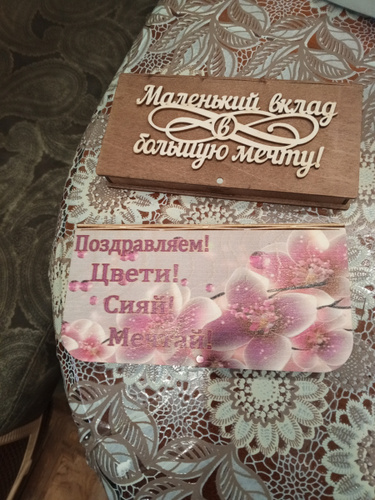 Маленький вклад
в
большую мечту!
Поздравляем!
Цвети!
Сияй!
Мечтай!